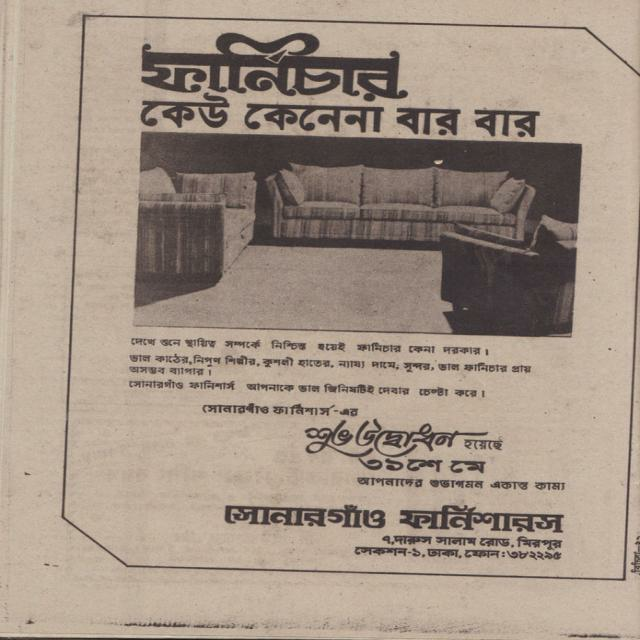 ফার্নিচার
কেউ কেনেনা বার বার
দেখে শুনে স্থায়িত্ব সম্পর্কে নিশ্চিত হয়েই ফার্নিচার কেনা দরকার।
ভাল কাঠের, নিপুণ শিল্পীর, কুশলী হাতের, ন্যায্য দামে, সুন্দর, ভাল ফার্নিচার প্রায়
অসম্ভব ব্যাপার।
সোনারগাঁও ফার্নিশার্স আপনাকে ভাল জিনিষটিই দেবার চেষ্টা করে।
সোনারগাঁও ফার্নিশার্স-এর
শুভ উদ্বোধন হয়েছে
৩১শে মে
আপনাদের শুভাগমন একান্ত কাম্য
সোনারগাঁও ফার্নিশারস
৭, দারুস সালাম রোড, মিরপুর
সেকশন-১, ঢাকা, ফোন: ৩৮২২৯৫